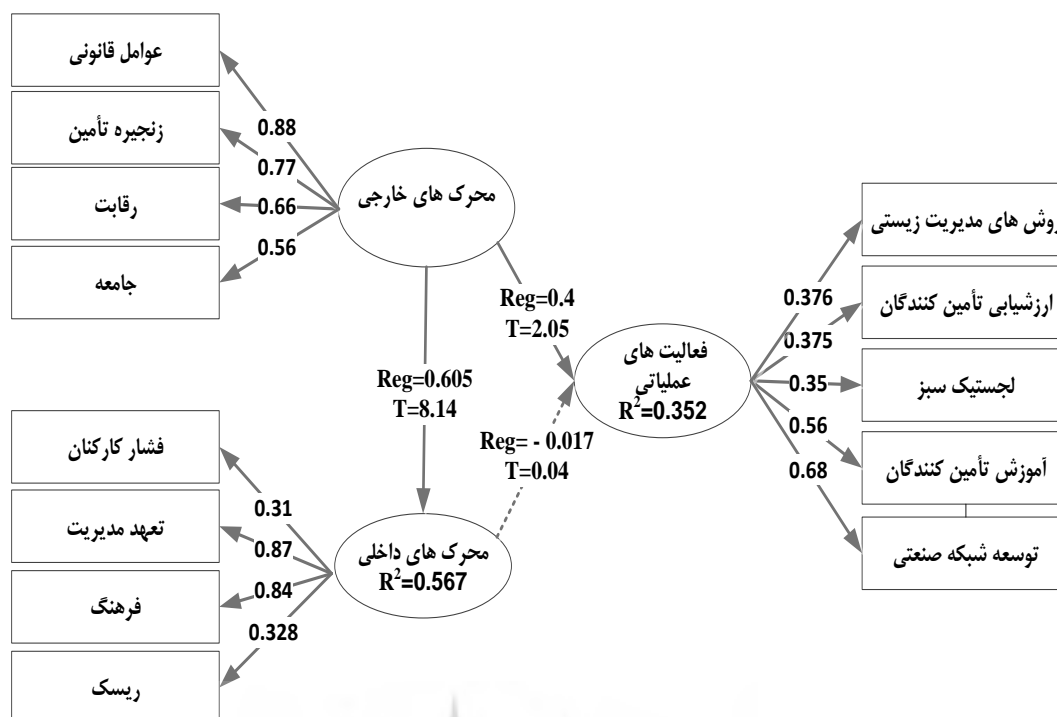 عوامل قانونی
زنجیره تأمین
رقابت
جامعه
0.88
0.77
0.66
0.56
محرک های خارجی
Reg=0.4
T=2.05
Reg=0.605
T=8.14
Reg= - 0.017
T=0.04
فشار کارکنان
تعهد مدیریت
فرهنگ
ریسک
0.31
0.87
0.84
0.328
محرک های داخلی
R²=0.567
فعالیت های
عملیاتی
R²=0.352
0.376
0.375
0.35
0.56
0.68
روش های مدیریت زیستی
ارزشیابی تأمین کنندگان
لجستیک سبز
آموزش تأمین کنندگان
توسعه شبکه صنعتی